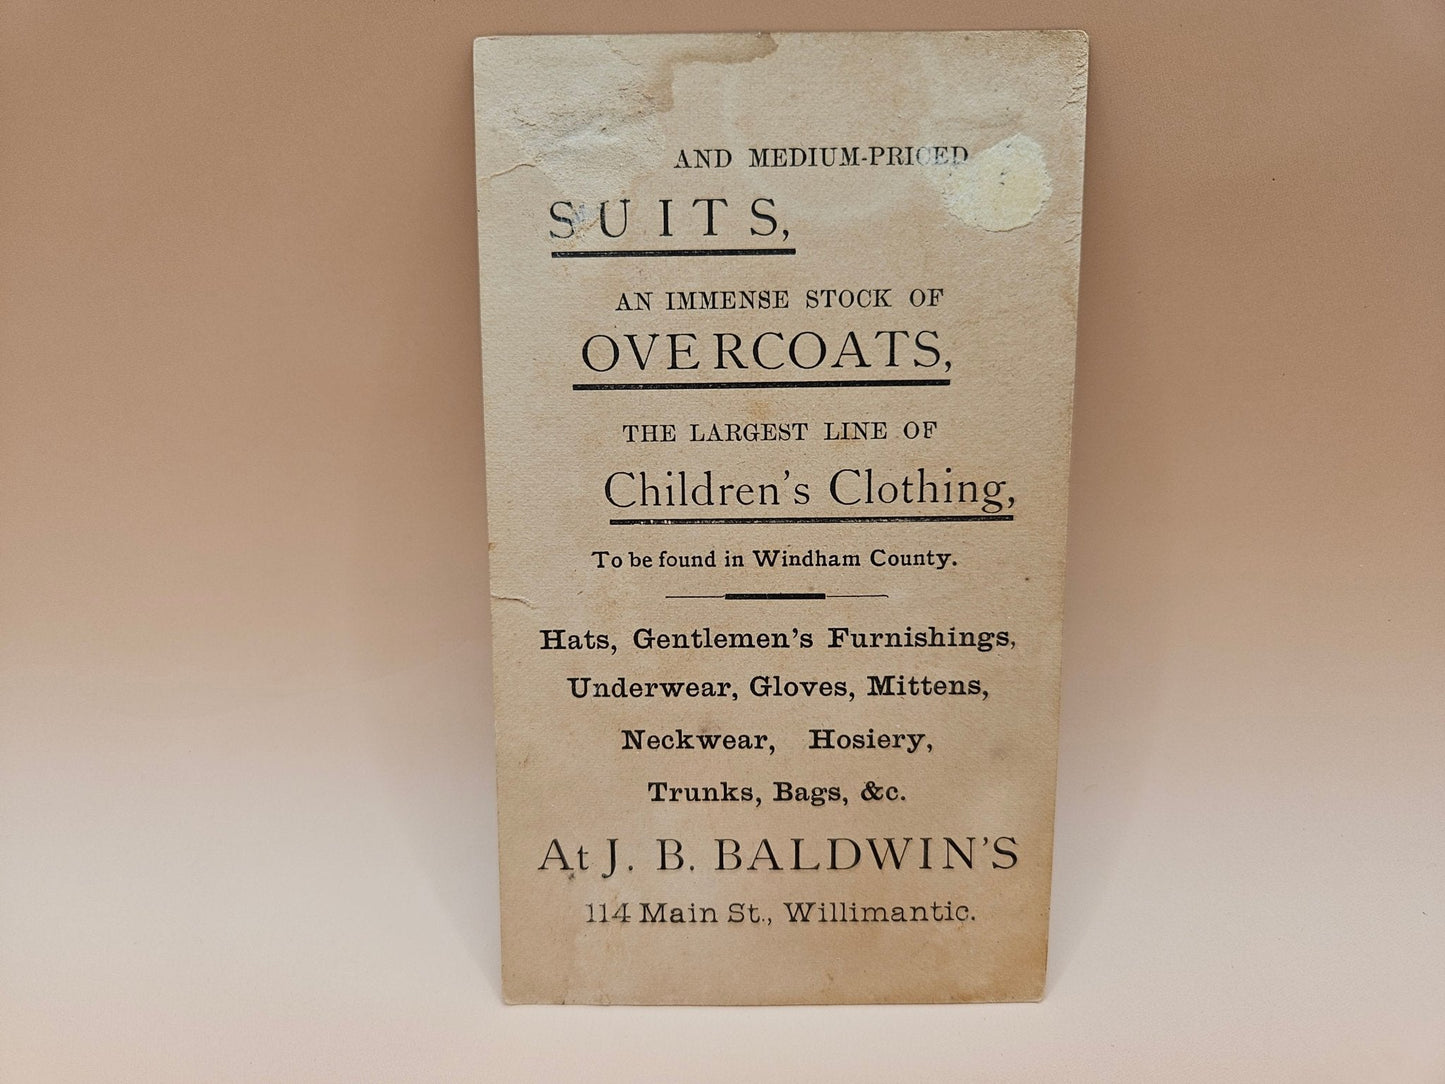 AND MEDIUM-PRICED
SUITS,
AN IMMENSE STOCK OF
OVERCOATS,
THE LARGEST LINE OF
Children's Clothing,
To be found in Windham County.
Hats, Gentlemen's Furnishings,
Underwear, Gloves, Mittens,
Neckwear, Hosiery,
Trunks, Bags, &c.
At J. B. BALDWIN'S
114 Main St., Willimantic.